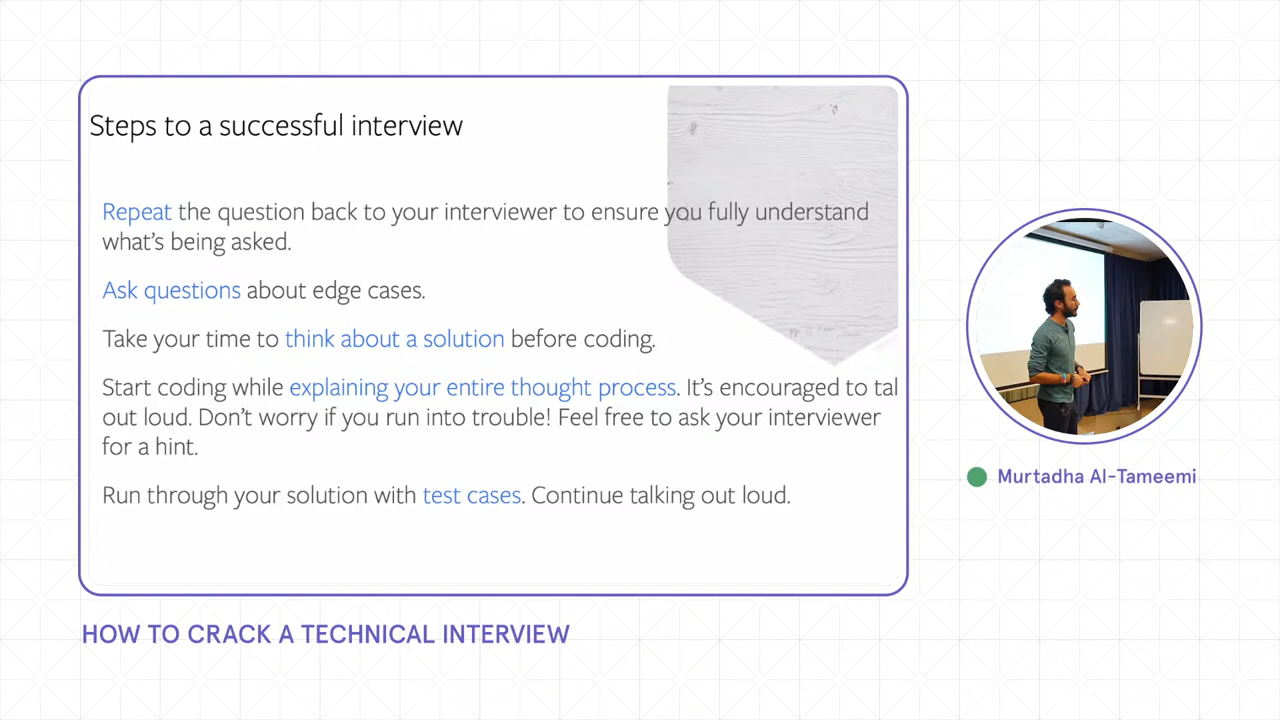 Steps to a successful interview
Repeat the question back to your interviewer to ensure you fully understand
what's being asked.
Ask questions about edge cases.
Take your time to think about a solution before coding.
Start coding while explaining your entire thought process. It's encouraged to tal
out loud. Don't worry if you run into trouble! Feel free to ask your interviewer
for a hint.
Run through your solution with test cases. Continue talking out loud.
Murtadha Al-Tameemi
HOW TO CRACK A TECHNICAL INTERVIEW